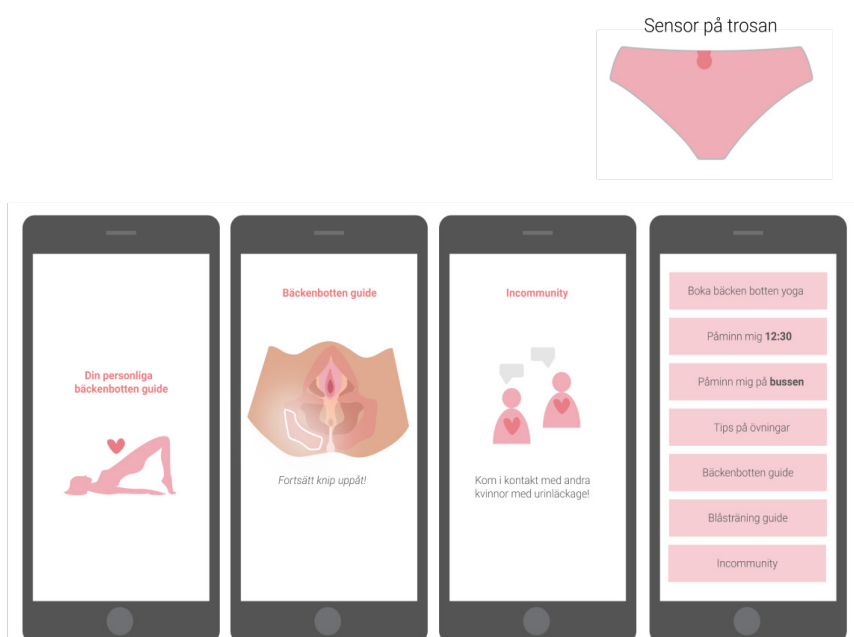 Sensor på trosan
Din personliga
bäckenbotten guide
Bäckenbotten guide
Fortsätt knip uppåt!
Incommunity
Kom i kontakt med andra
kvinnor med urinläckage!
Boka bäcken botten yoga
Påminn mig 12:30
Påminn mig på bussen
Tips på övningar
Bäckenbotten guide
Blåsträning guide
Incommunity